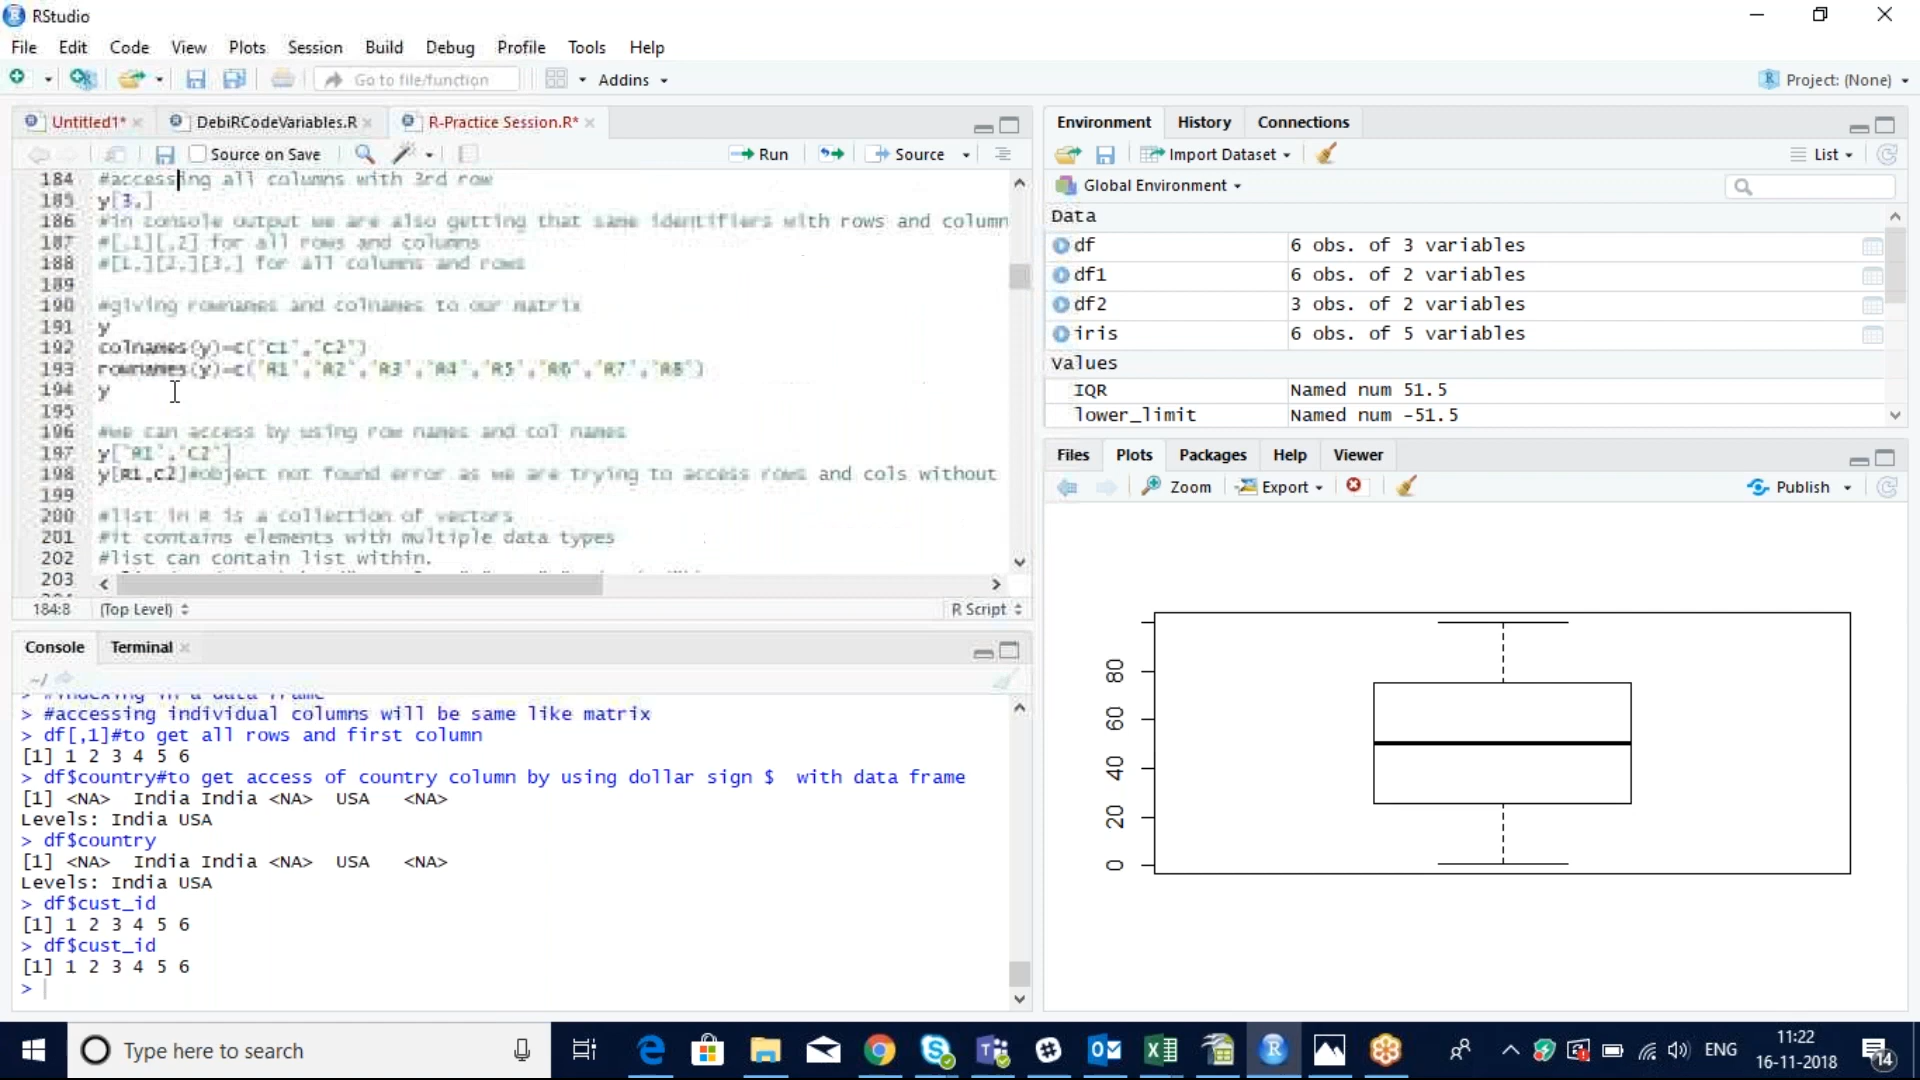 RStudio
File Edit Code View Plots Session Build Debug Profile Tools Help
Go to file/function Addins Project: (None)
Untitled1* DebiRCodeVariables.R R-Practice Session.R*
Source on Save Run Source
184 #accessing all columns with 3rd row
185 y[3,]
186 #in console output we are also getting that same identifiers with rows and column
187 #[,1][,2] for all rows and columns
188 #[1,][2,][3,] for all columns and rows
189
190 #giving rownames and colnames to our matrix
191 y
192 colnames(y)=c('C1','C2')
193 rownames(y)=c('R1','R2','R3','R4','R5','R6','R7','R8')
194 y
195
196 #we can access by using row names and col names
197 y['R1','C2']
198 y[R1,C2]#object not found error as we are trying to access rows and cols without
199
200 #list in R is a collection of vectors
201 #it contains elements with multiple data types
202 #list can contain list within.
203
184:8 (Top Level) R Script
Console Terminal
~/
> #indexing in a data frame
> #accessing individual columns will be same like matrix
> df[,1]#to get all rows and first column
[1] 1 2 3 4 5 6
> df$country#to get access of country column by using dollar sign $  with data frame
[1] <NA>  India India <NA>  USA   <NA>
Levels: India USA
> df$country
[1] <NA>  India India <NA>  USA   <NA>
Levels: India USA
> df$cust_id
[1] 1 2 3 4 5 6
> df$cust_id
[1] 1 2 3 4 5 6
>
Environment History Connections
Import Dataset List
Global Environment
Data
df 6 obs. of 3 variables
df1 6 obs. of 2 variables
df2 3 obs. of 2 variables
iris 6 obs. of 5 variables
Values
IQR Named num 51.5
lower_limit Named num -51.5
Files Plots Packages Help Viewer
Zoom Export Publish
80
60
40
20
0
Type here to search
ENG
11:22
16-11-2018
14